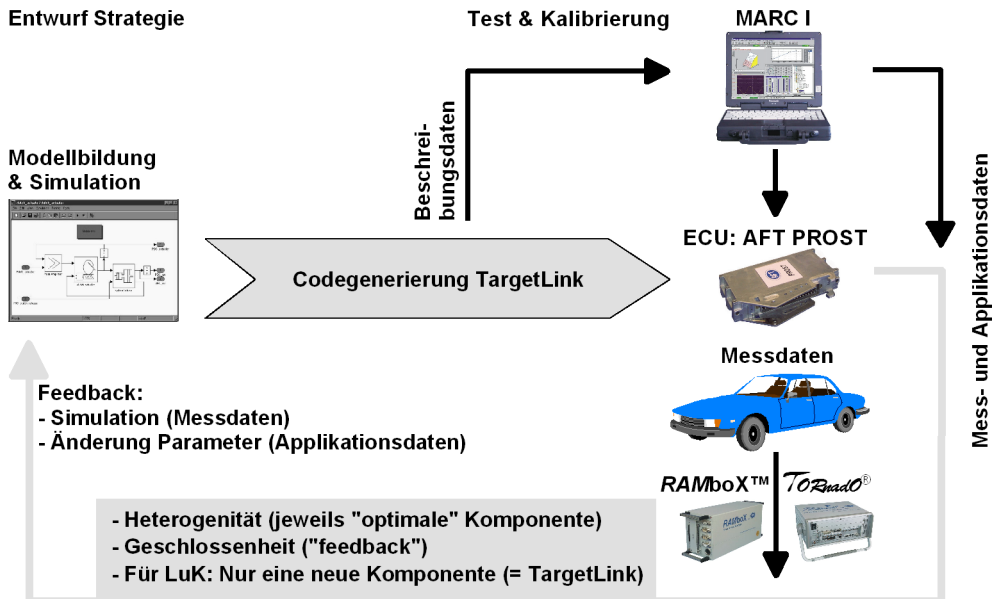 Entwurf Strategie
Test & Kalibrierung
MARC I
Beschrei-
bungsdaten
Modellbildung
& Simulation
ECU: AFT PROST
Codegenerierung TargetLink
Mess- und Applikationsdaten
Messdaten
Feedback:
- Simulation (Messdaten)
- Änderung Parameter (Applikationsdaten)
RAMboX™
TORnadO®
- Heterogenität (jeweils "optimale" Komponente)
- Geschlossenheit ("feedback")
- Für LuK: Nur eine neue Komponente (= TargetLink)